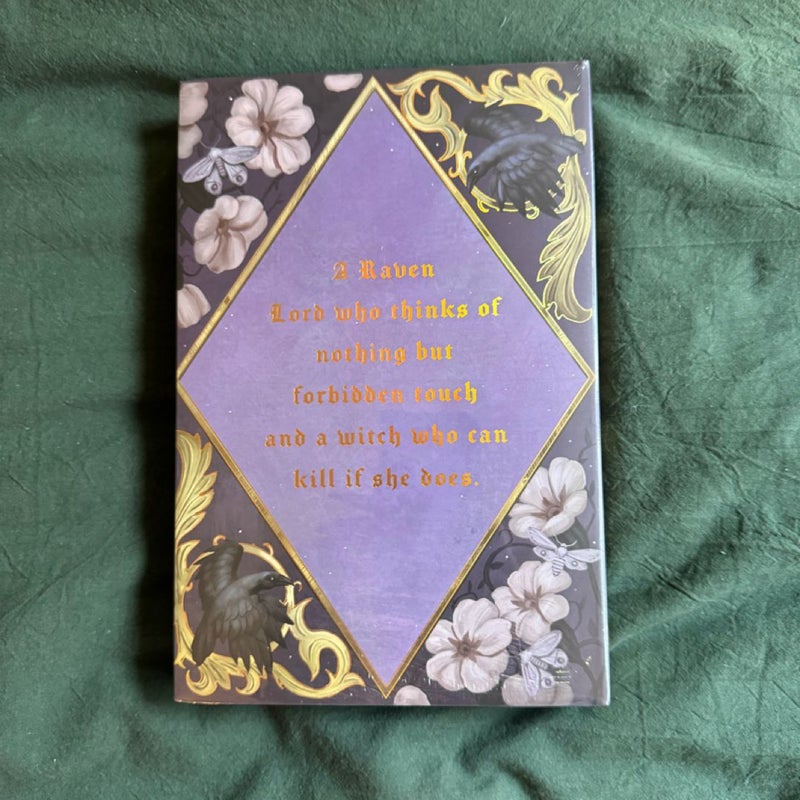 A Raven
Lord who thinks of
nothing but
forbidden touch
and a witch who can
kill if she does.